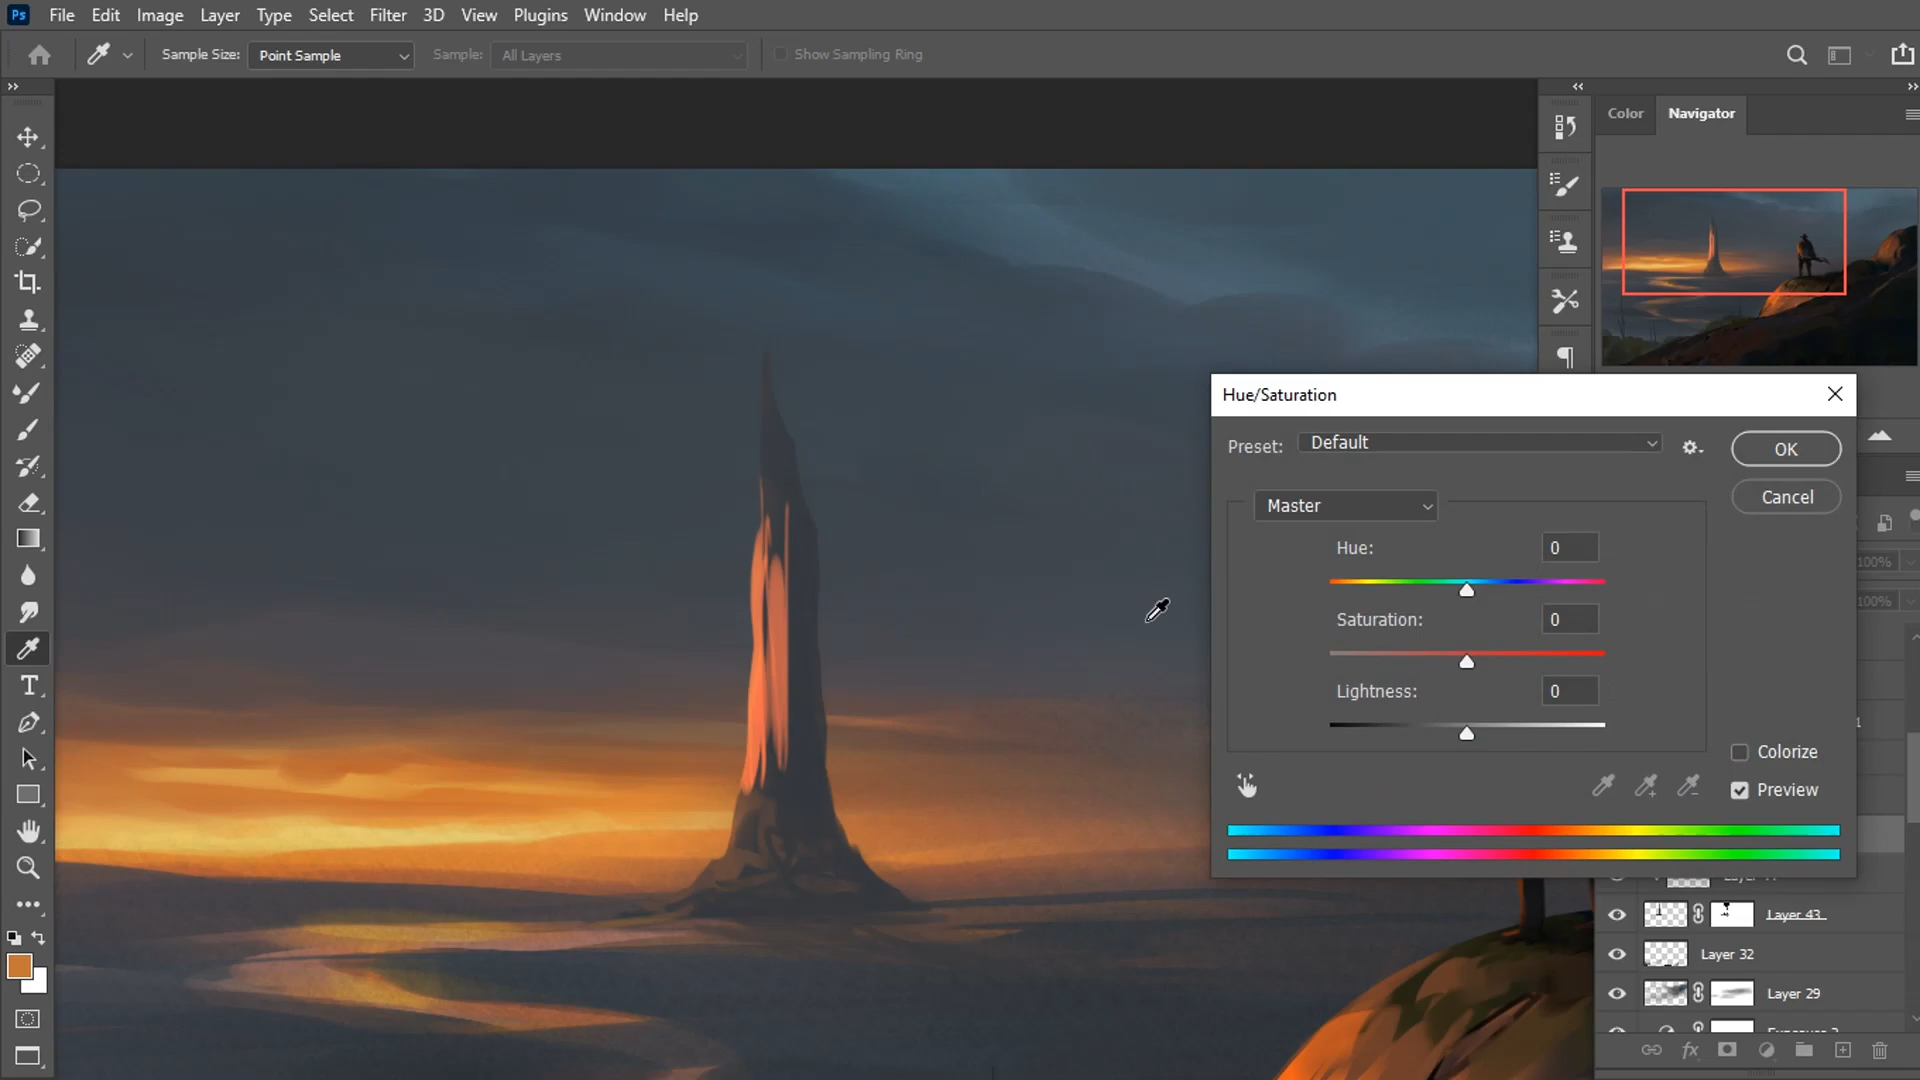 Ps File Edit Image Layer Type Select Filter 3D View Plugins Window Help
Sample Size: Point Sample Sample: All Layers Show Sampling Ring
Color Navigator
Hue/Saturation
Preset: Default OK
Cancel
Master
Hue: 0
Saturation: 0
Lightness: 0
Colorize
Preview
100%
100%
1
Layer 43
Layer 32
Layer 29